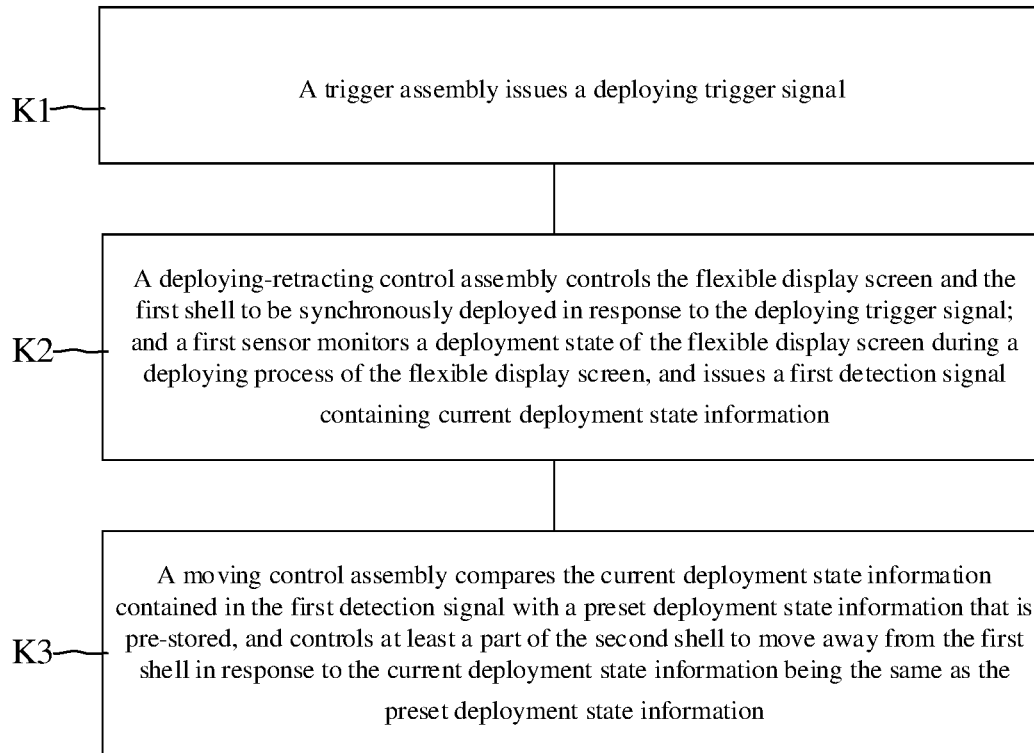 K1
A trigger assembly issues a deploying trigger signal
K2
A deploying-retracting control assembly controls the flexible display screen and the
first shell to be synchronously deployed in response to the deploying trigger signal;
and a first sensor monitors a deployment state of the flexible display screen during a
deploying process of the flexible display screen, and issues a first detection signal
containing current deployment state information
K3
A moving control assembly compares the current deployment state information
contained in the first detection signal with a preset deployment state information that is
pre-stored, and controls at least a part of the second shell to move away from the first
shell in response to the current deployment state information being the same as the
preset deployment state information